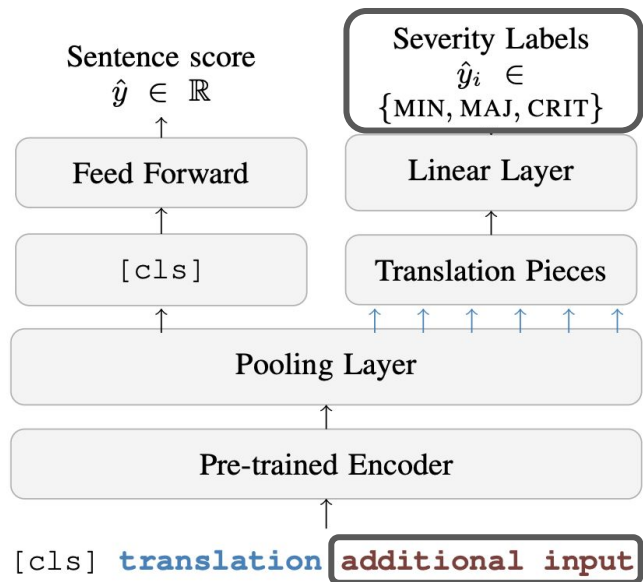 Sentence score
ŷ ∈ ℝ
Severity Labels
ŷᵢ ∈
{MIN, MAJ, CRIT}
Feed Forward
Linear Layer
[cls]
Translation Pieces
Pooling Layer
Pre-trained Encoder
[cls] translation additional input